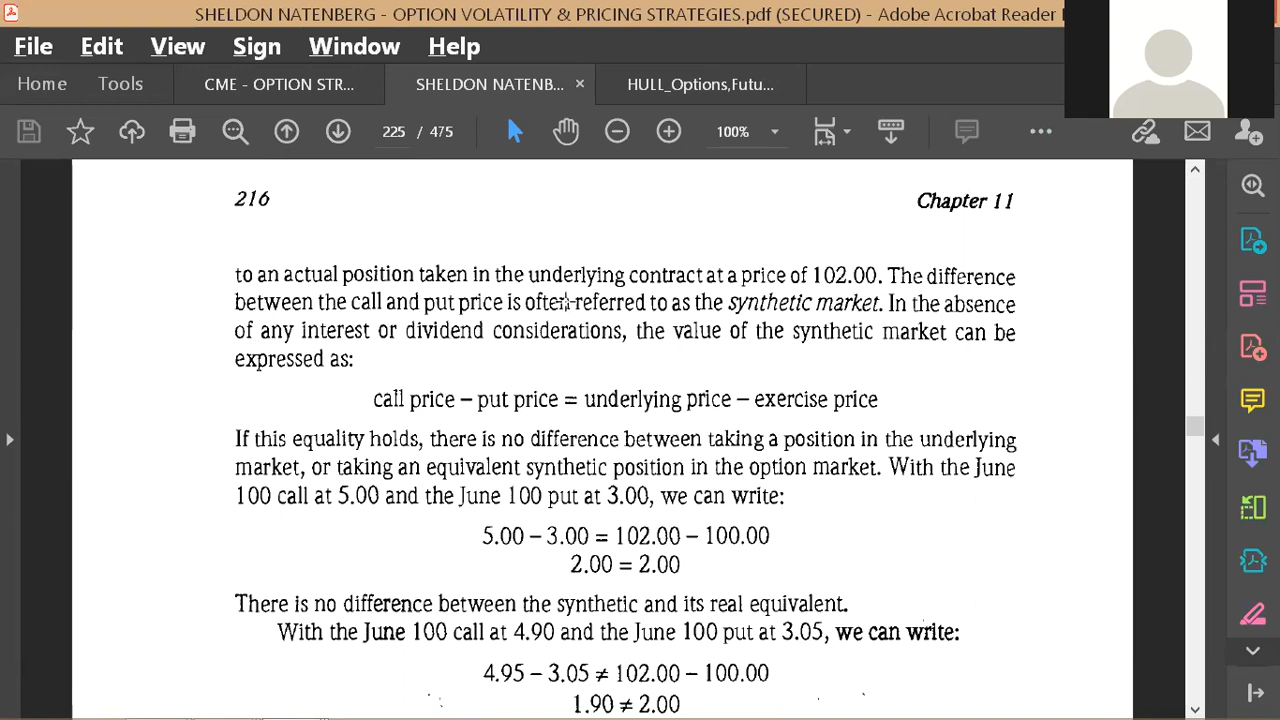 SHELDON NATENBERG - OPTION VOLATILITY & PRICING STRATEGIES.pdf (SECURED) - Adobe Acrobat Reader
File Edit View Sign Window Help
Home Tools CME - OPTION STR... SHELDON NATENB... × HULL_Options,Futu...
225 / 475 100%
216 Chapter 11
to an actual position taken in the underlying contract at a price of 102.00. The difference
between the call and put price is often referred to as the synthetic market. In the absence
of any interest or dividend considerations, the value of the synthetic market can be
expressed as:
call price – put price = underlying price – exercise price
If this equality holds, there is no difference between taking a position in the underlying
market, or taking an equivalent synthetic position in the option market. With the June
100 call at 5.00 and the June 100 put at 3.00, we can write:
5.00 – 3.00 = 102.00 – 100.00
2.00 = 2.00
There is no difference between the synthetic and its real equivalent.
With the June 100 call at 4.90 and the June 100 put at 3.05, we can write:
4.95 – 3.05 ≠ 102.00 – 100.00
1.90 ≠ 2.00